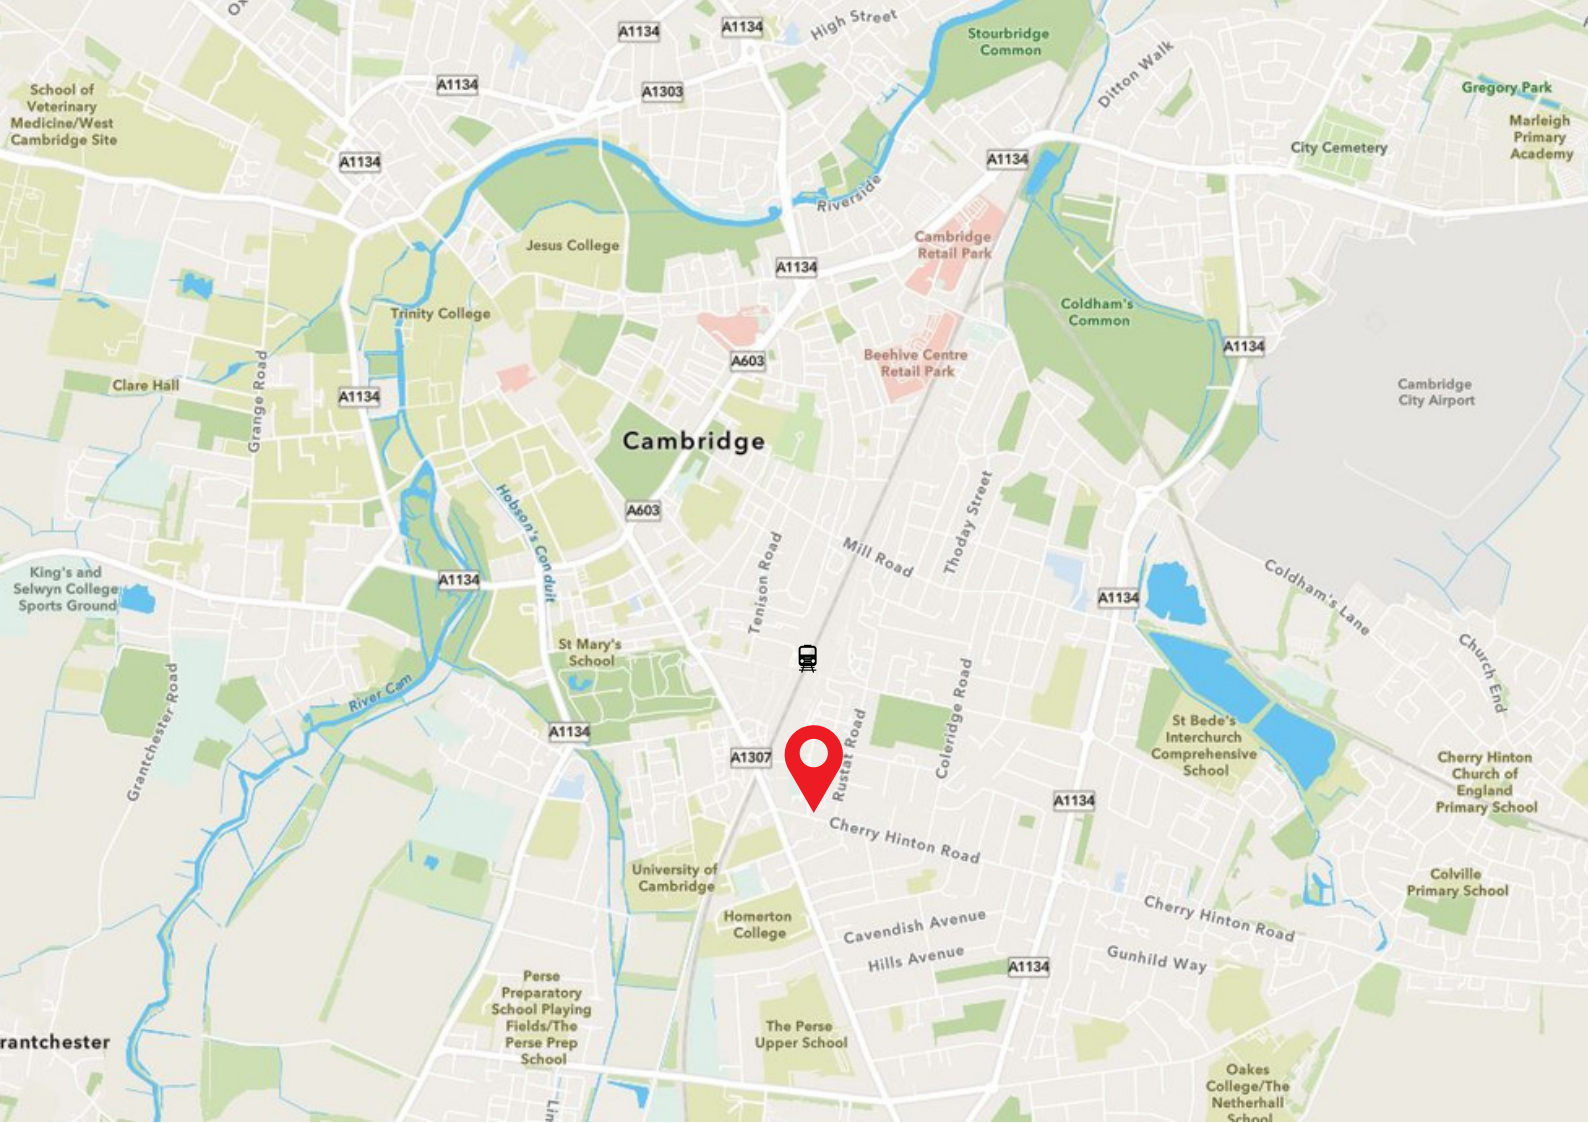 Ox
A1134
A1134
High Street
Stourbridge
Common
Ditton Walk
School of
Veterinary
Medicine/West
Cambridge Site
A1134
A1303
Gregory Park
Marleigh
Primary
Academy
City Cemetery
A1134
A1134
Riverside
Jesus College
Cambridge
Retail Park
A1134
Trinity College
Coldham's
Common
A1134
Beehive Centre
Retail Park
A603
Clare Hall
Grange Road
A1134
Cambridge
City Airport
Cambridge
Hobson's Conduit
A603
Thoday Street
Mill Road
Tenison Road
King's and
Selwyn College
Sports Ground
A1134
A1134
Coldham's Lane
Church End
St Mary's
School
River Cam
Grantchester Road
A1134
A1307
Rustat Road
Coleridge Road
St Bede's
Interchurch
Comprehensive
School
Cherry Hinton
Church of
England
Primary School
A1134
Cherry Hinton Road
University of
Cambridge
Colville
Primary School
Homerton
College
Cavendish Avenue
Hills Avenue
A1134
Cherry Hinton Road
Gunhild Way
Perse
Preparatory
School Playing
Fields/The
Perse Prep
School
The Perse
Upper School
rantchester
Oakes
College/The
Netherhall
School
Lin